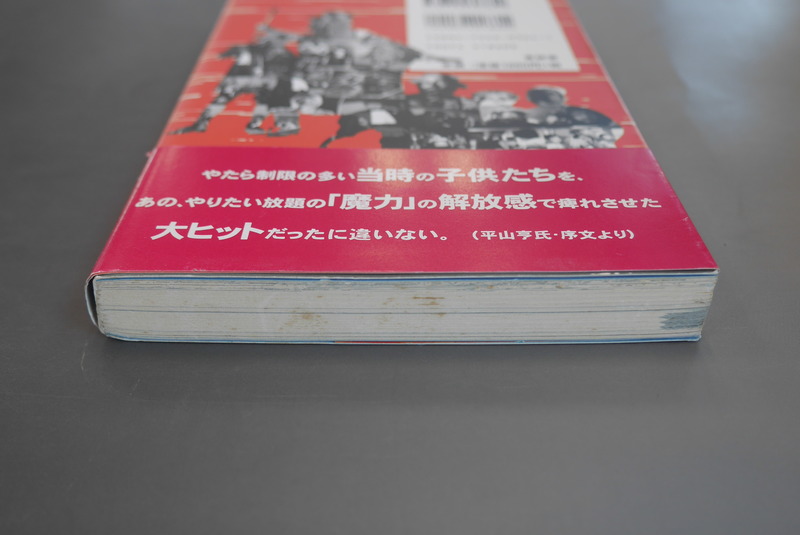 やたら制限の多い当時の子供たちを、
あの、やりたい放題の「魔力」の解放感で痺れさせた
大ヒットだったに違いない。（平山亨氏・序文より）